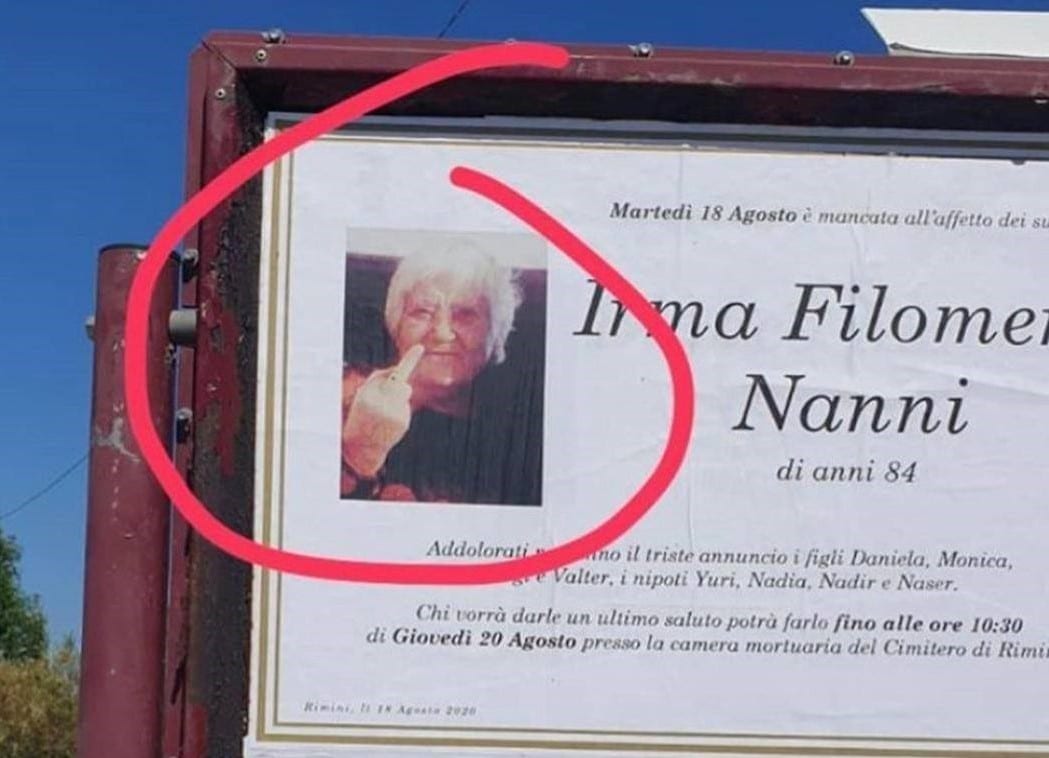 Martedì 18 Agosto è mancata all'affetto dei
Irma Filome
Nanni
di anni 84
Addolorati il triste annuncio i figli Daniela, Monica,
e Valter, i nipoti Yuri, Nadia, Nadir e Naser.
Chi vorrà darle un ultimo saluto potrà farlo fino alle ore 10:30
di Giovedì 20 Agosto presso la camera mortuaria del Cimitero di Rimi
Rimini, lì 18 Agosto 2020